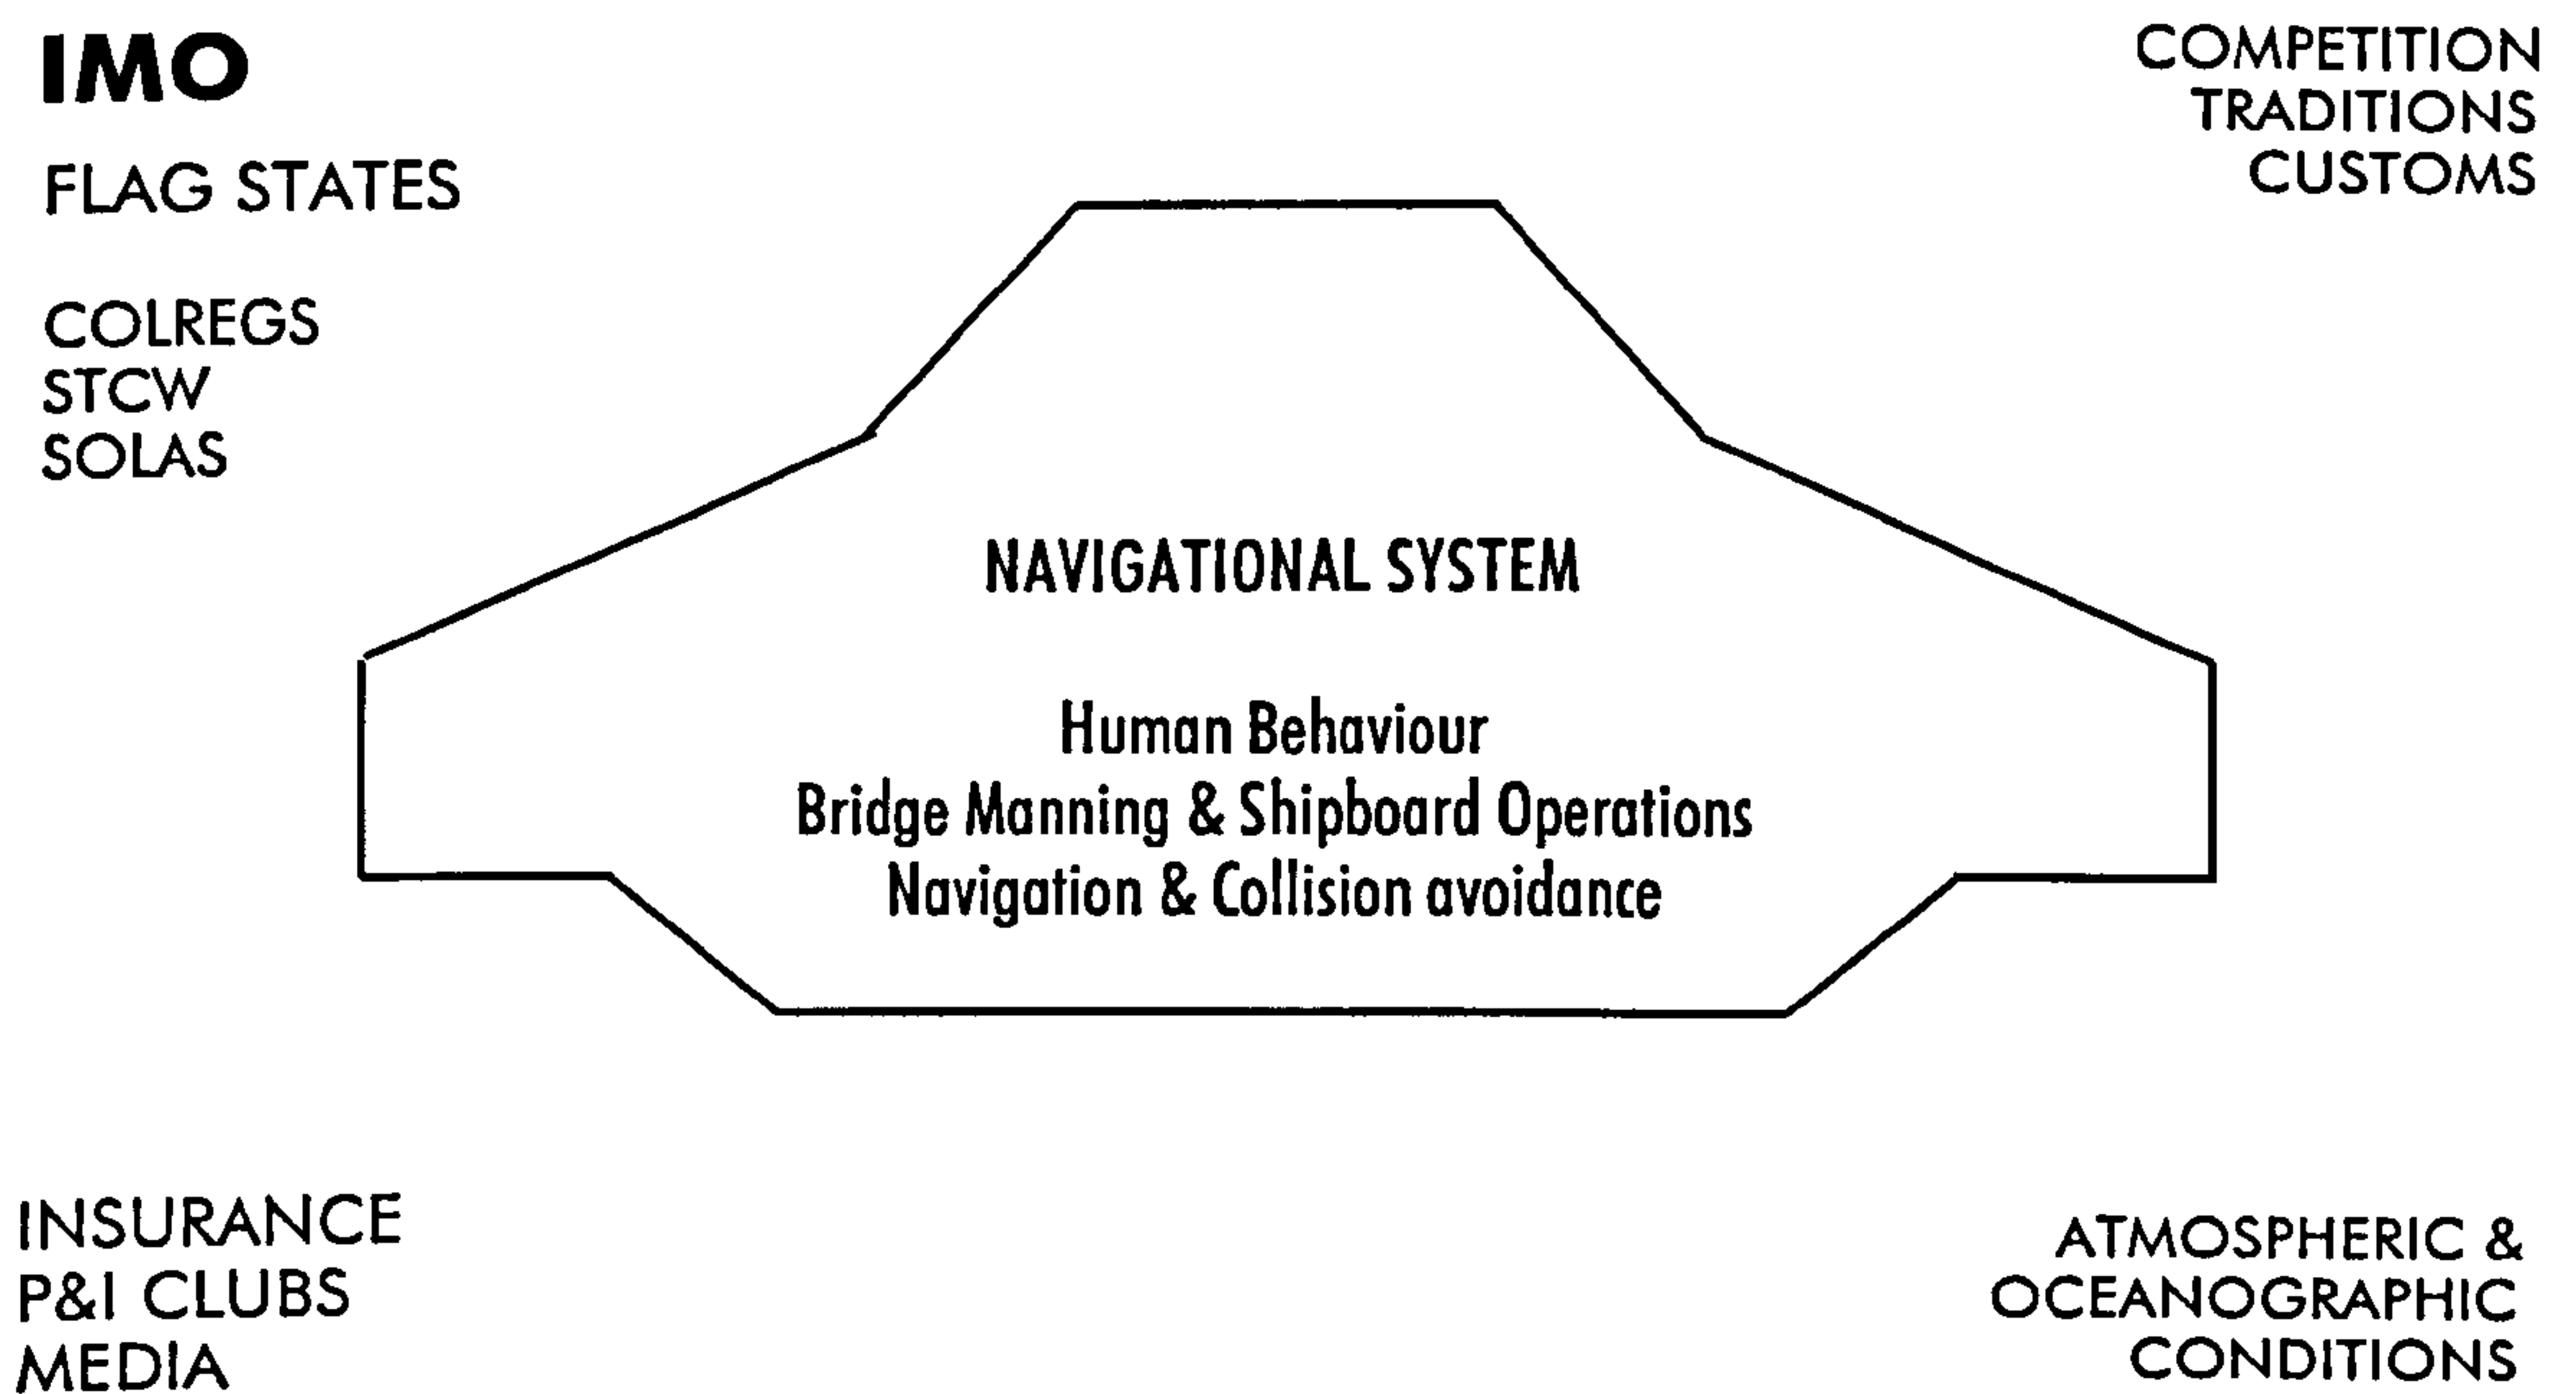 IMO
FLAG STATES
COLREGS
STCW
SOLAS
COMPETITION
TRADITIONS
CUSTOMS
NAVIGATIONAL SYSTEM
Human Behaviour
Bridge Manning & Shipboard Operations
Navigation & Collision avoidance
INSURANCE
P&I CLUBS
MEDIA
ATMOSPHERIC &
OCEANOGRAPHIC
CONDITIONS